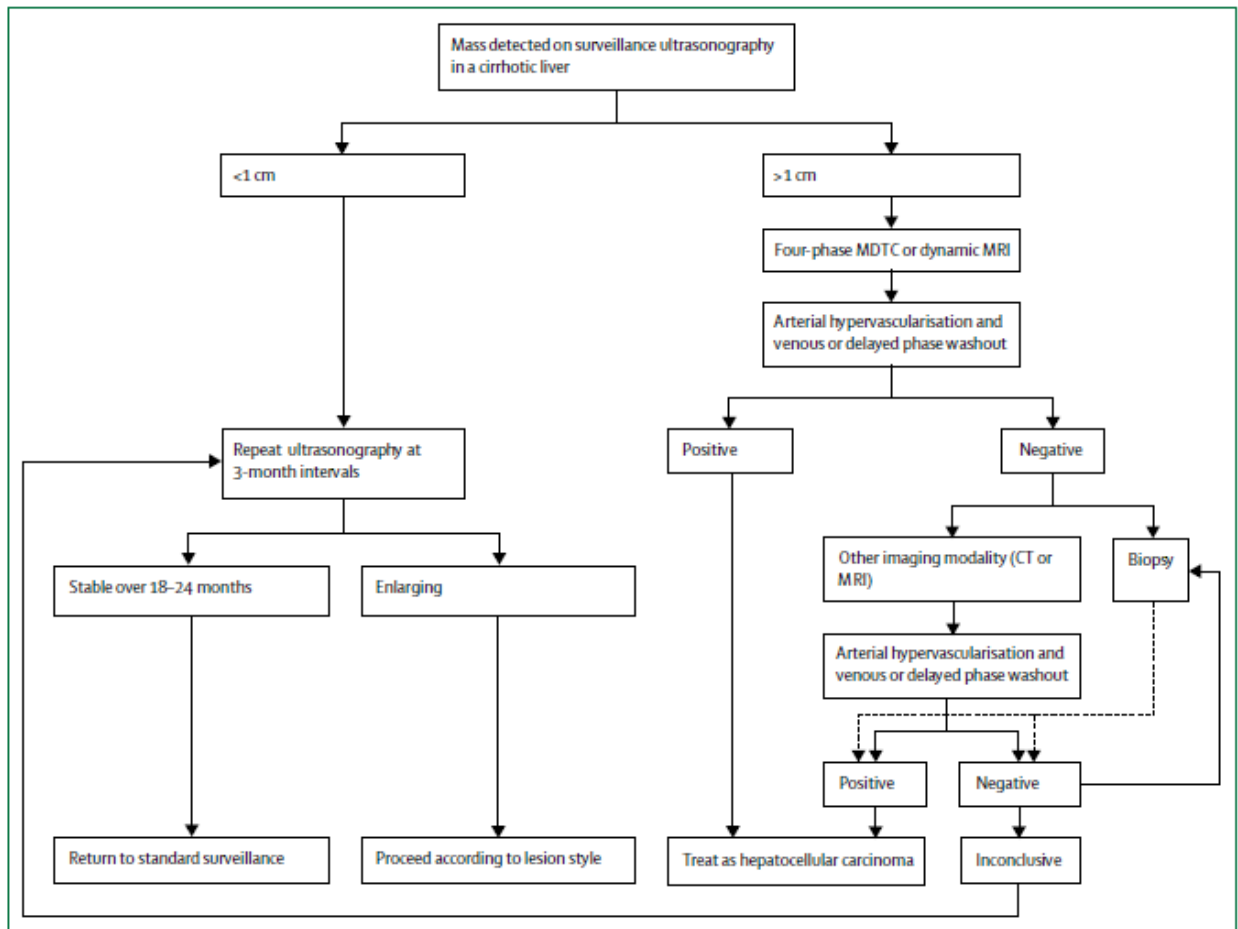 Mass detected on surveillance ultrasonography
in a cirrhotic liver
<1 cm
>1 cm
Four-phase MDTC or dynamic MRI
Arterial hypervascularisation and
venous or delayed phase washout
Repeat ultrasonography at
3-month intervals
Positive
Negative
Stable over 18–24 months
Enlarging
Other imaging modality (CT or
MRI)
Biopsy
Arterial hypervascularisation and
venous or delayed phase washout
Positive
Negative
Return to standard surveillance
Proceed according to lesion style
Treat as hepatocellular carcinoma
Inconclusive